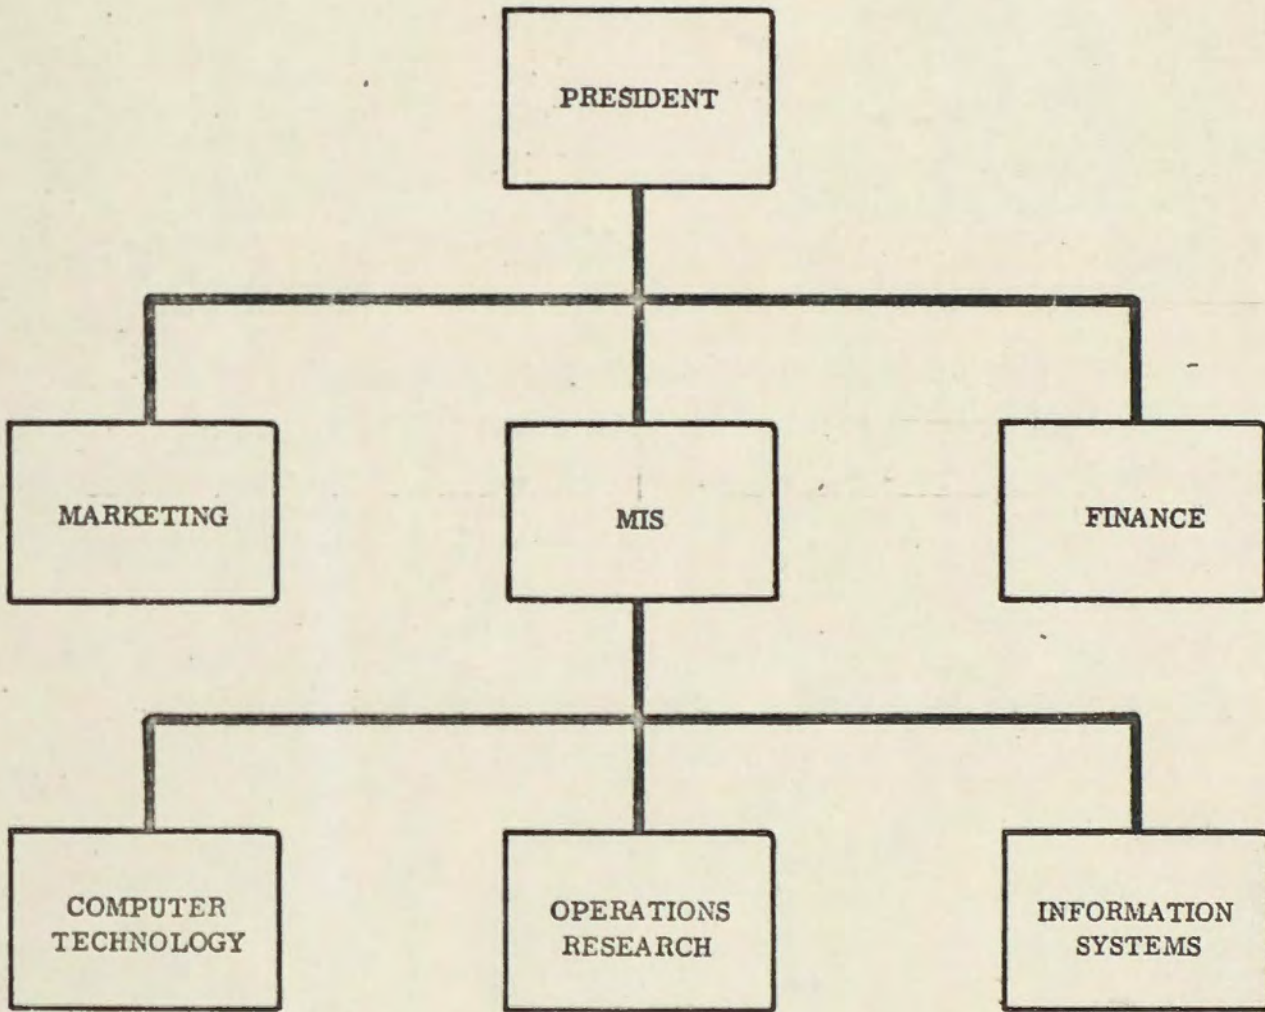 PRESIDENT
MARKETING
MIS
FINANCE
COMPUTER
TECHNOLOGY
OPERATIONS
RESEARCH
INFORMATION
SYSTEMS